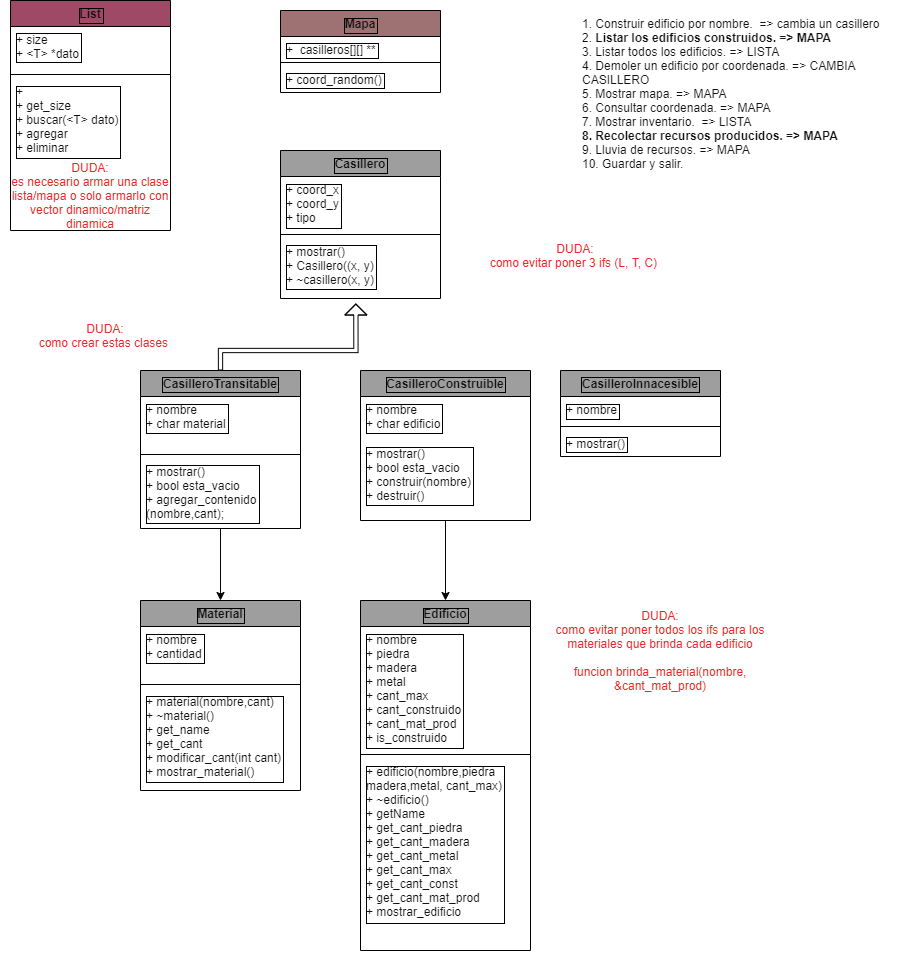 List
+ size
+ <T> *dato
+
+ get_size
+ buscar(<T> dato)
+ agregar
+ eliminar
DUDA:
es necesario armar una clase
lista/mapa o solo armarlo con
vector dinamico/matriz
dinamica
Mapa
+  casilleros[][] **
+ coord_random()
1. Construir edificio por nombre.  => cambia un casillero
2. Listar los edificios construidos. => MAPA
3. Listar todos los edificios. => LISTA
4. Demoler un edificio por coordenada. => CAMBIA
CASILLERO
5. Mostrar mapa. => MAPA
6. Consultar coordenada. => MAPA
7. Mostrar inventario.  => LISTA
8. Recolectar recursos producidos. => MAPA
9. Lluvia de recursos. => MAPA
10. Guardar y salir.
Casillero
+ coord_x
+ coord_y
+ tipo
+ mostrar()
+ Casillero((x, y)
+ ~casillero(x, y)
DUDA:
como evitar poner 3 ifs (L, T, C)
DUDA:
como crear estas clases
CasilleroTransitable
+ nombre
+ char material
+ mostrar()
+ bool esta_vacio
+ agregar_contenido
(nombre,cant);
CasilleroConstruible
+ nombre
+ char edificio
+ mostrar()
+ bool esta_vacio
+ construir(nombre)
+ destruir()
CasilleroInnacesible
+ nombre
+ mostrar()
Material
+ nombre
+ cantidad
+ material(nombre,cant)
+ ~material()
+ get_name
+ get_cant
+ modificar_cant(int cant)
+ mostrar_material()
Edificio
+ nombre
+ piedra
+ madera
+ metal
+ cant_max
+ cant_construido
+ cant_mat_prod
+ is_construido
+ edificio(nombre,piedra
madera,metal, cant_max)
+ ~edificio()
+ getName
+ get_cant_piedra
+ get_cant_madera
+ get_cant_metal
+ get_cant_max
+ get_cant_const
+ get_cant_mat_prod
+ mostrar_edificio
DUDA:
como evitar poner todos los ifs para los
materiales que brinda cada edificio
funcion brinda_material(nombre,
&cant_mat_prod)